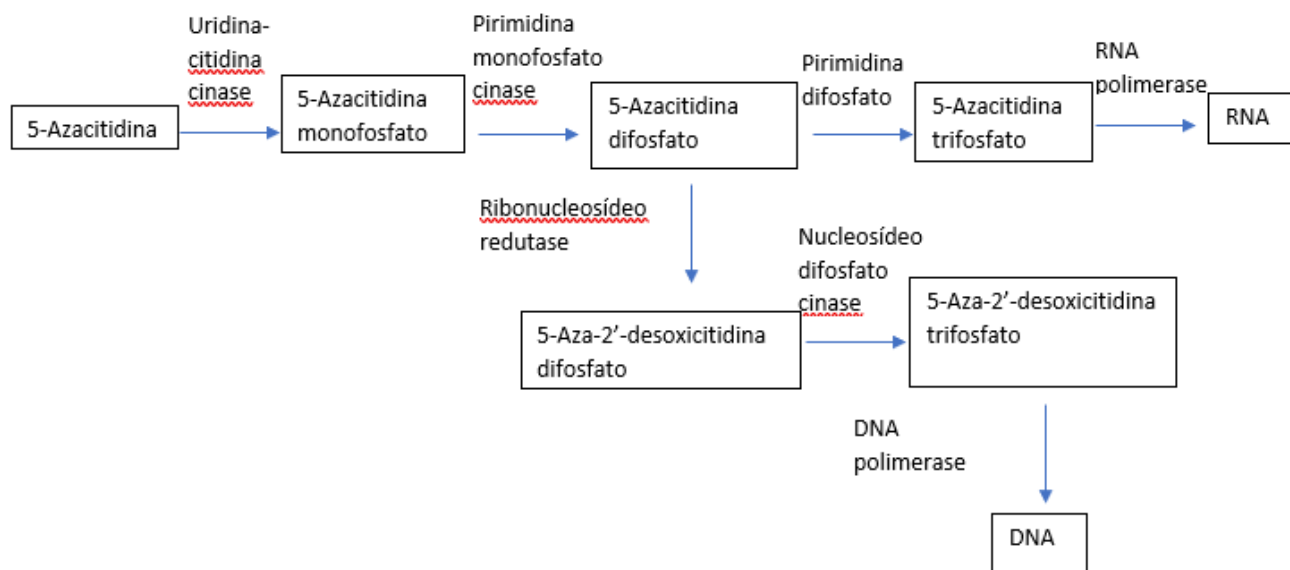 5-Azacitidina
Uridina-
citidina
cinase
5-Azacitidina
monofosfato
Pirimidina
monofosfato
cinase
5-Azacitidina
difosfato
Pirimidina
difosfato
5-Azacitidina
trifosfato
RNA
polimerase
RNA
Ribonucleosídeo
redutase
5-Aza-2’-desoxicitidina
difosfato
Nucleosídeo
difosfato
cinase
5-Aza-2’-desoxicitidina
trifosfato
DNA
polimerase
DNA